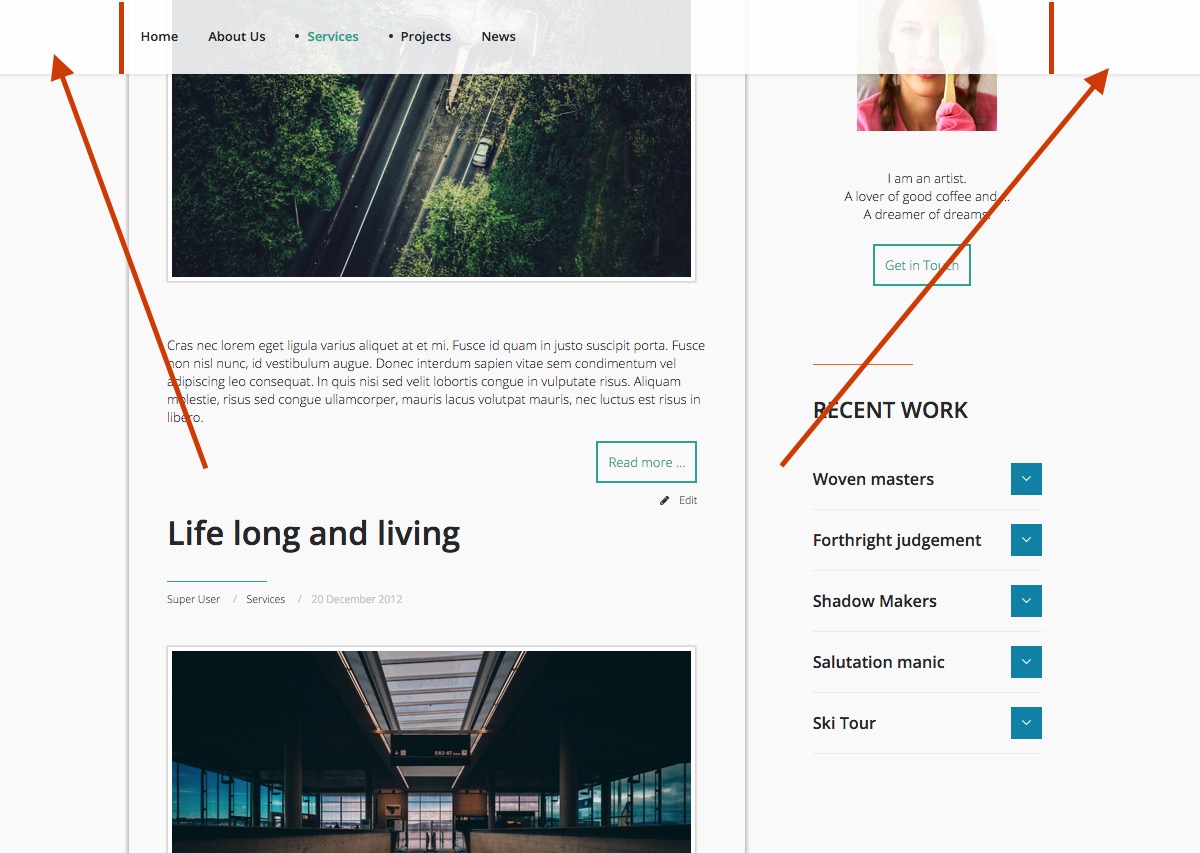 Home About Us • Services • Projects News
I am an artist.
A lover of good coffee and...
A dreamer of dreams.
Get in Touch
Cras nec lorem eget ligula varius aliquet at et mi. Fusce id quam in justo suscipit porta. Fusce
non nisl nunc, id vestibulum augue. Donec interdum sapien vitae sem condimentum vel
adipiscing leo consequat. In quis nisi sed velit lobortis congue in vulputate risus. Aliquam
molestie, risus sed congue ullamcorper, mauris lacus volutpat mauris, nec luctus est risus in
libero.
Read more ...
Edit
Life long and living
Super User / Services / 20 December 2012
RECENT WORK
Woven masters
Forthright judgement
Shadow Makers
Salutation manic
Ski Tour